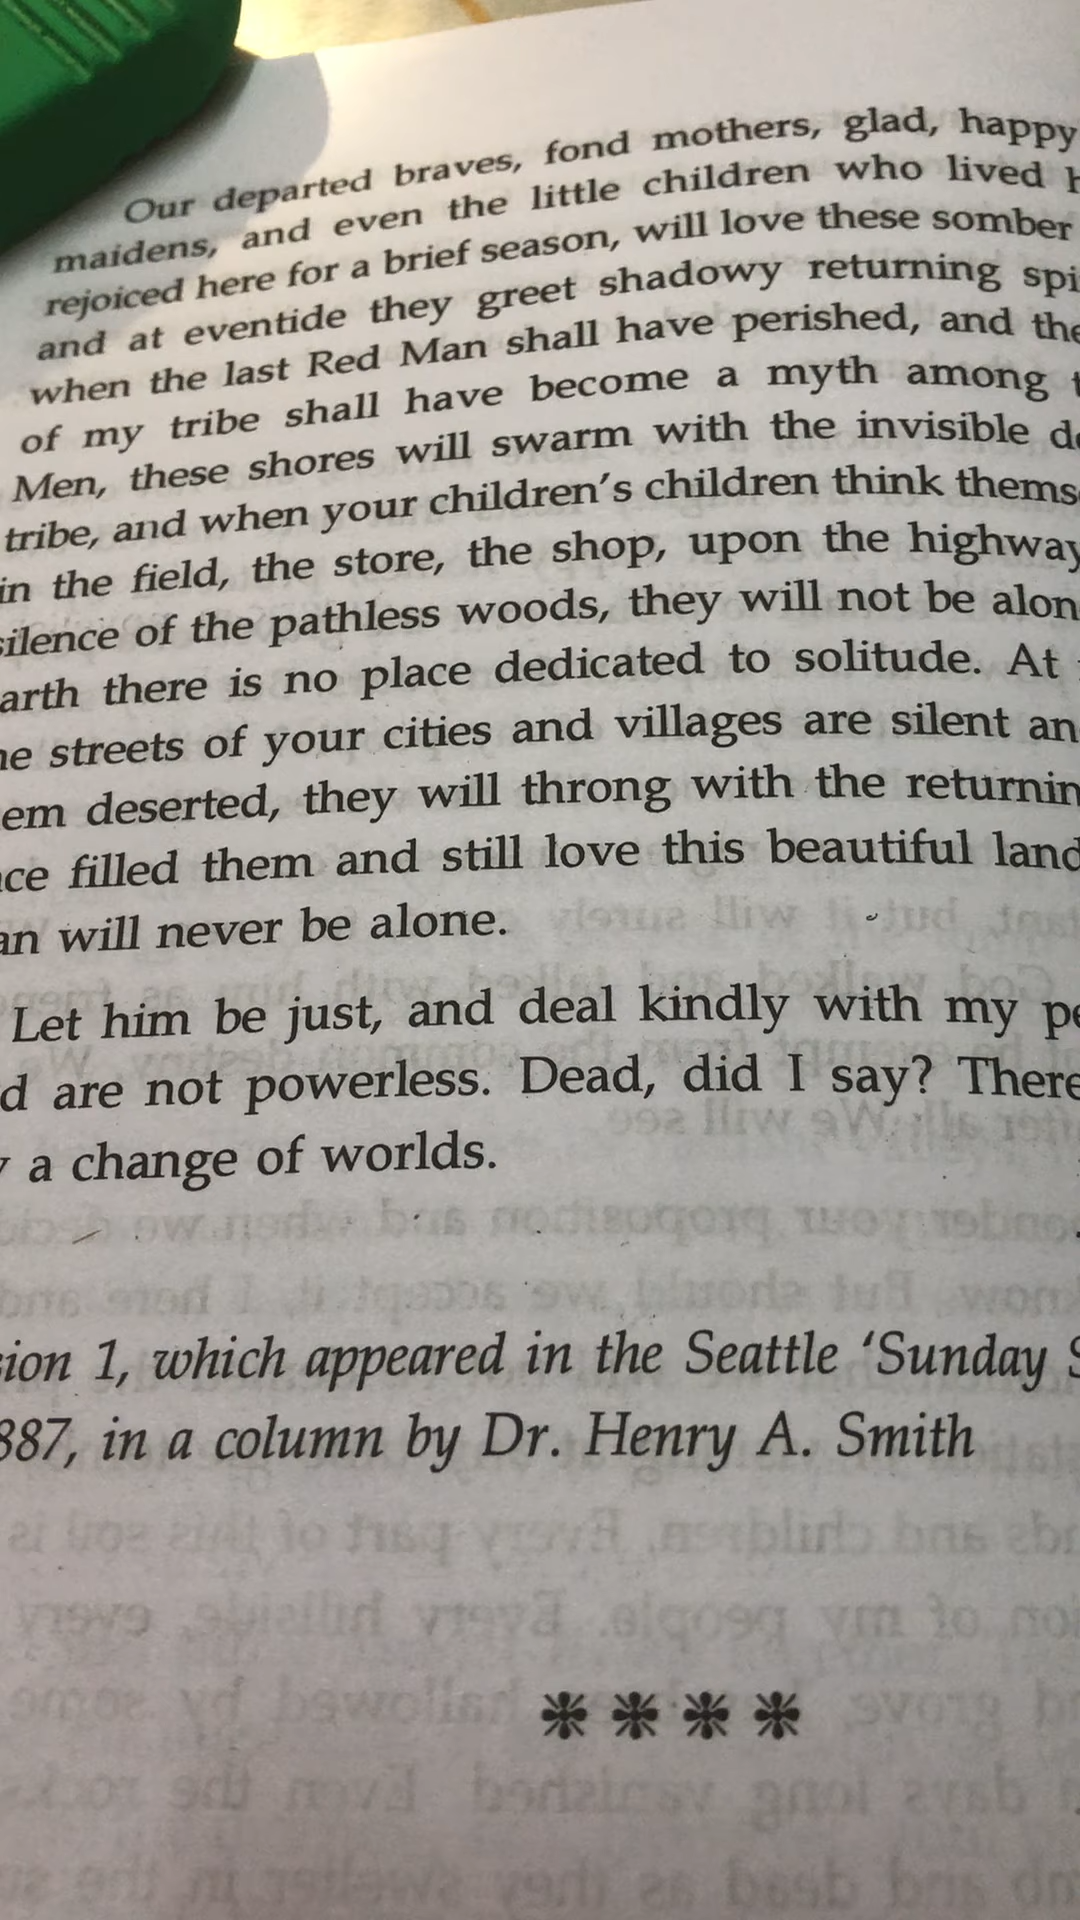 Our departed braves, fond mothers, glad, happy
maidens, and even the little children who lived
rejoiced here for a brief season, will love these somber
and at eventide they greet shadowy returning
when the last Red Man shall have perished, and
of my tribe shall have become a myth among
Men, these shores will swarm with the invisible
tribe, and when your children's children think
in the field, the store, the shop, upon the highway
silence of the pathless woods, they will not be
there is no place dedicated to solitude. At
streets of your cities and villages are silent
deserted, they will throng with the
filled them and still love this beautiful land
will never be alone.
Let him be just, and deal kindly with my
are not powerless. Dead, did I say? There
a change of worlds.
1, which appeared in the Seattle 'Sunday
887, in a column by Dr. Henry A. Smith